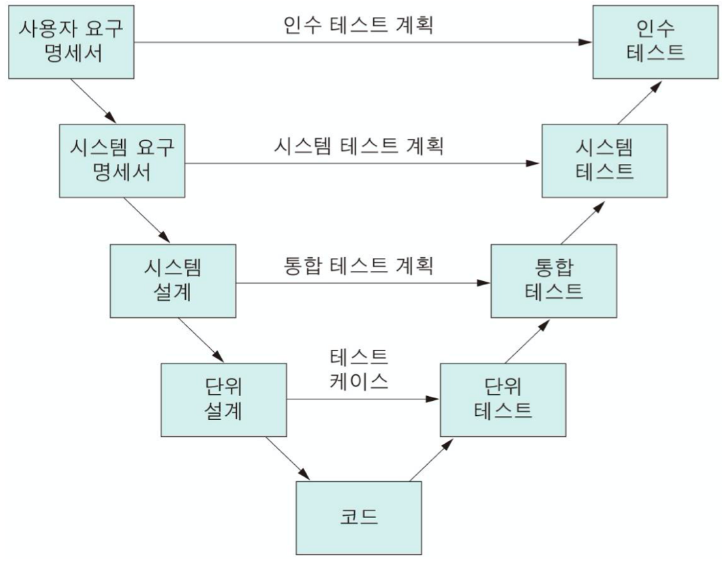 사용자 요구
명세서
인수 테스트 계획
인수
테스트
시스템 요구
명세서
시스템 테스트 계획
시스템
테스트
시스템
설계
통합 테스트 계획
통합
테스트
단위
설계
테스트
케이스
단위
테스트
코드